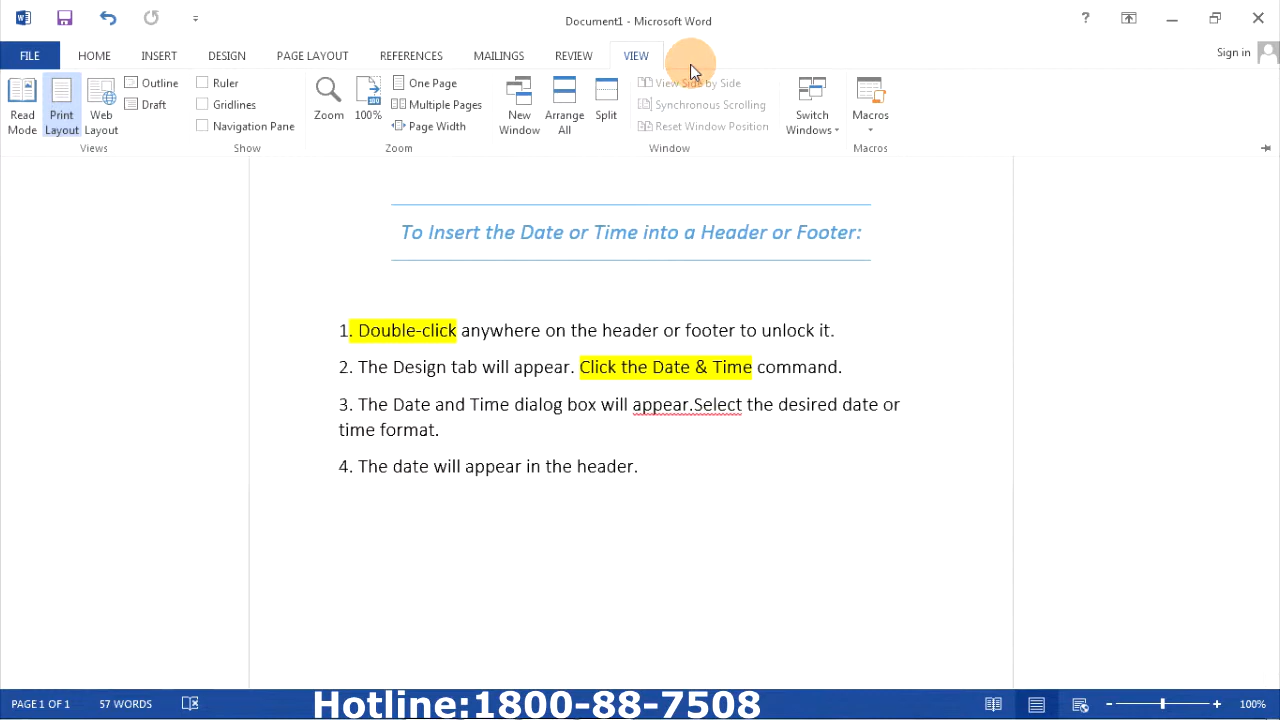 Document1 - Microsoft Word
Sign in
FILE HOME INSERT DESIGN PAGE LAYOUT REFERENCES MAILINGS REVIEW VIEW
Read Mode
Print Layout
Web Layout
Outline
Draft
Views
Ruler
Gridlines
Navigation Pane
Show
Zoom
100%
One Page
Multiple Pages
Page Width
Zoom
New Window
Arrange All
Split
View Side by Side
Synchronous Scrolling
Reset Window Position
Window
Switch Windows
Macros
Macros
To Insert the Date or Time into a Header or Footer:
1. Double-click anywhere on the header or footer to unlock it.
2. The Design tab will appear. Click the Date & Time command.
3. The Date and Time dialog box will appear.Select the desired date or
time format.
4. The date will appear in the header.
PAGE 1 OF 1 57 WORDS 100%
Hotline:1800-88-7508